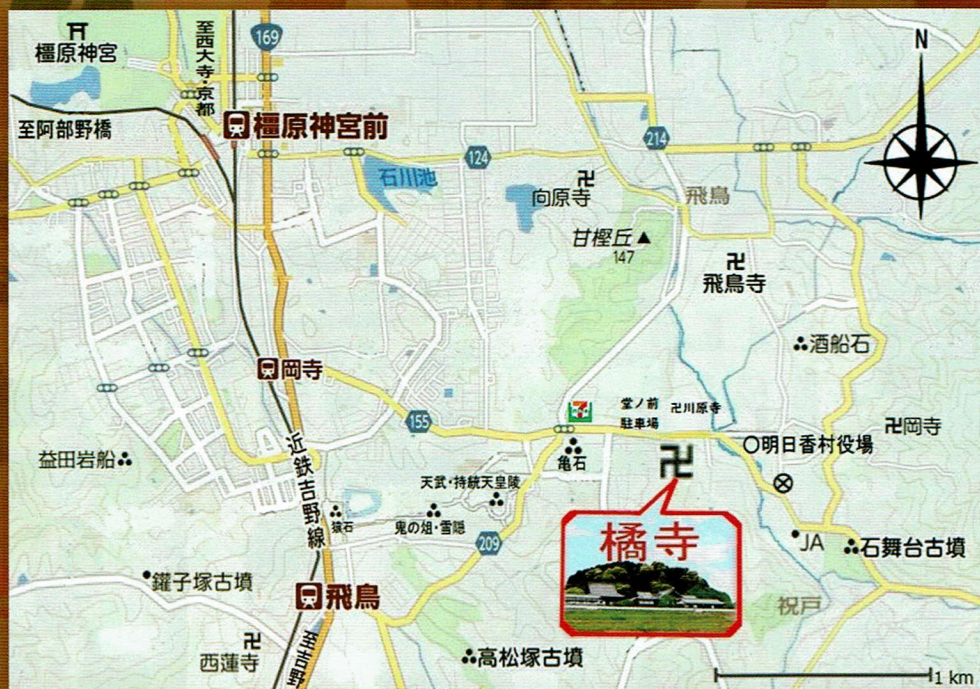 橿原神宮
至西大寺・京都
169
N
至阿部野橋
橿原神宮前
214
124
石川池
向原寺
飛鳥
甘樫丘
147
飛鳥寺
酒船石
岡寺
155
堂ノ前
駐車場
川原寺
岡寺
明日香村役場
亀石
益田岩船
近鉄吉野線
天武・持統天皇陵
猿石
鬼の俎・雪隠
209
橘寺
JA
石舞台古墳
鑵子塚古墳
飛鳥
祝戸
西蓮寺
至吉野
高松塚古墳
1 km